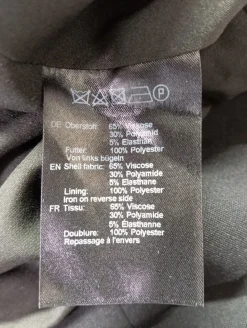 DE Oberstoff: 65% Viscose
30% Polyamid
5% Elasthan
Futter: 100% Polyester
Von links bügeln
EN Shell fabric: 65% Viscose
30% Polyamide
5% Elasthane
Lining: 100% Polyester
Iron on reverse side
FR Tissu: 65% Viscose
30% Polyamide
5% Élasthanne
Doublure: 100% Polyester
Repassage à l'envers